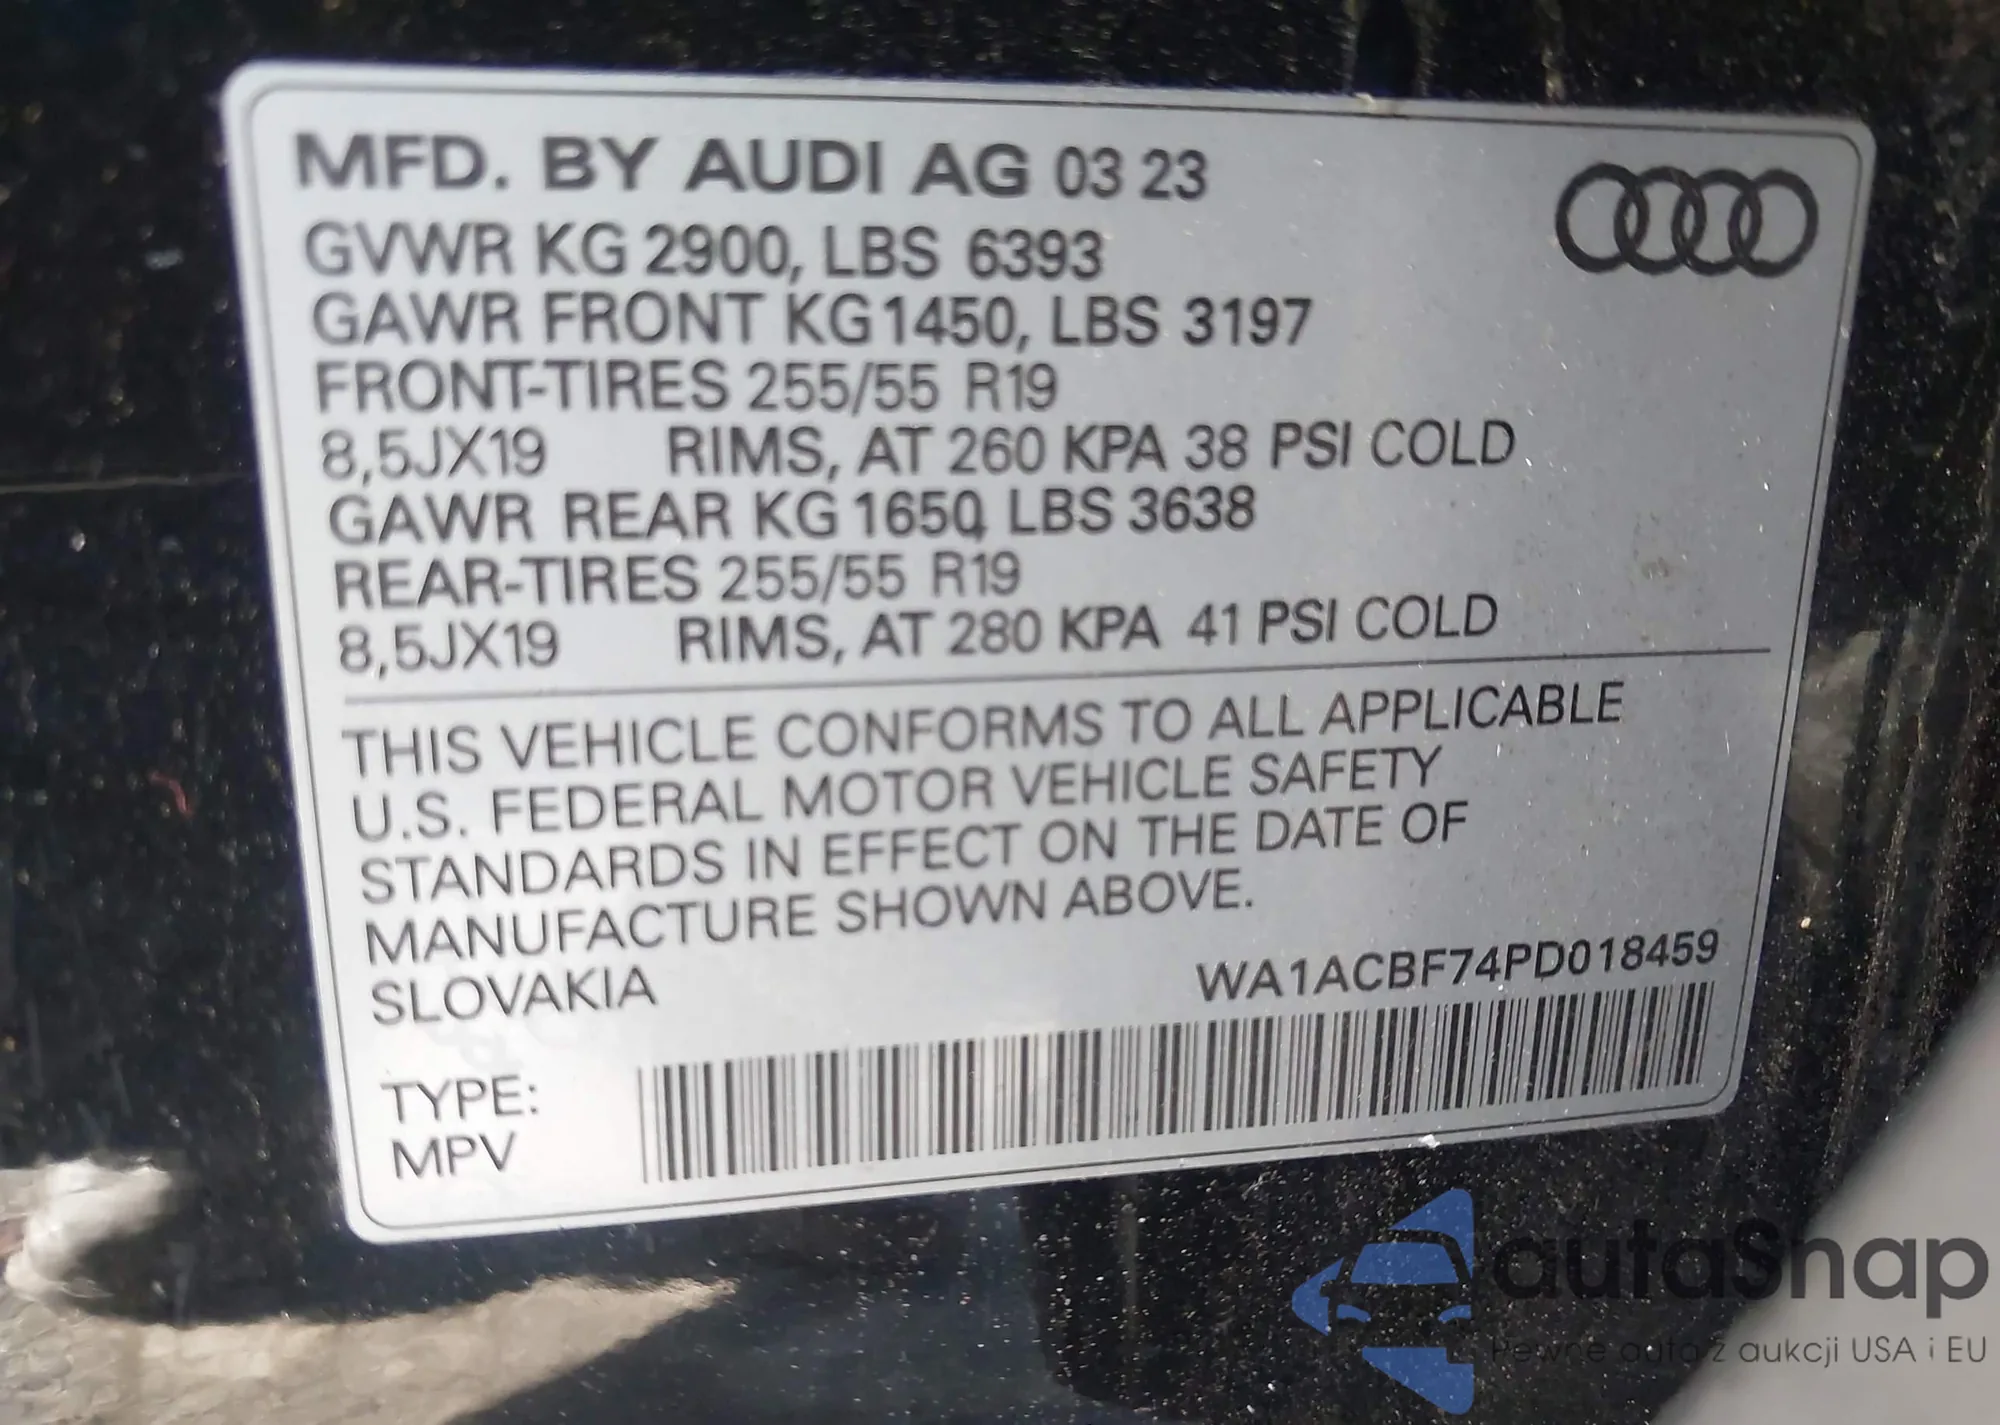 MFD. BY AUDI AG 03 23
GVWR KG 2900, LBS 6393
GAWR FRONT KG 1450, LBS 3197
FRONT-TIRES 255/55 R19
8,5JX19 RIMS, AT 260 KPA 38 PSI COLD
GAWR REAR KG 1650, LBS 3638
REAR-TIRES 255/55 R19
8,5JX19 RIMS, AT 280 KPA 41 PSI COLD
THIS VEHICLE CONFORMS TO ALL APPLICABLE
U.S. FEDERAL MOTOR VEHICLE SAFETY
STANDARDS IN EFFECT ON THE DATE OF
MANUFACTURE SHOWN ABOVE.
SLOVAKIA
WA1ACBF74PD018459
TYPE:
MPV
autaSnap
Pewne auta z aukcji USA i EU